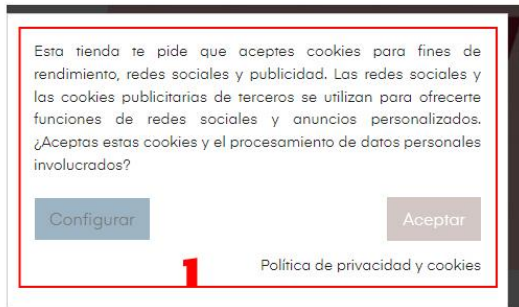 Esta tienda te pide que aceptes cookies para fines de
rendimiento, redes sociales y publicidad. Las redes sociales y
las cookies publicitarias de terceros se utilizan para ofrecerte
funciones de redes sociales y anuncios personalizados.
¿Aceptas estas cookies y el procesamiento de datos personales
involucrados?
Configurar
Aceptar
1
Política de privacidad y cookies